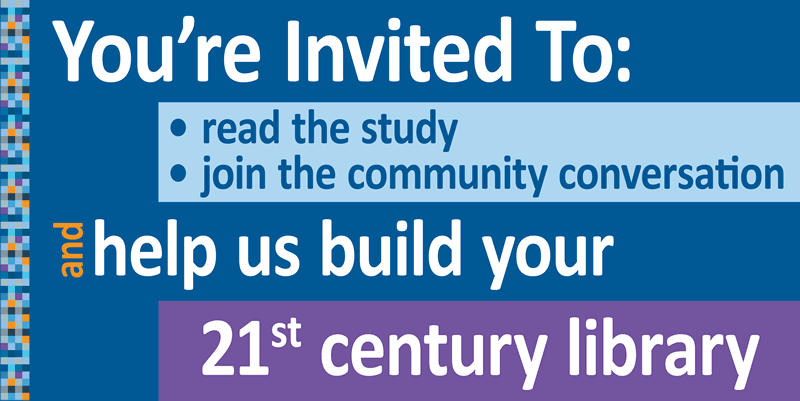 You’re Invited To:
• read the study
• join the community conversation
and help us build your
21st century library